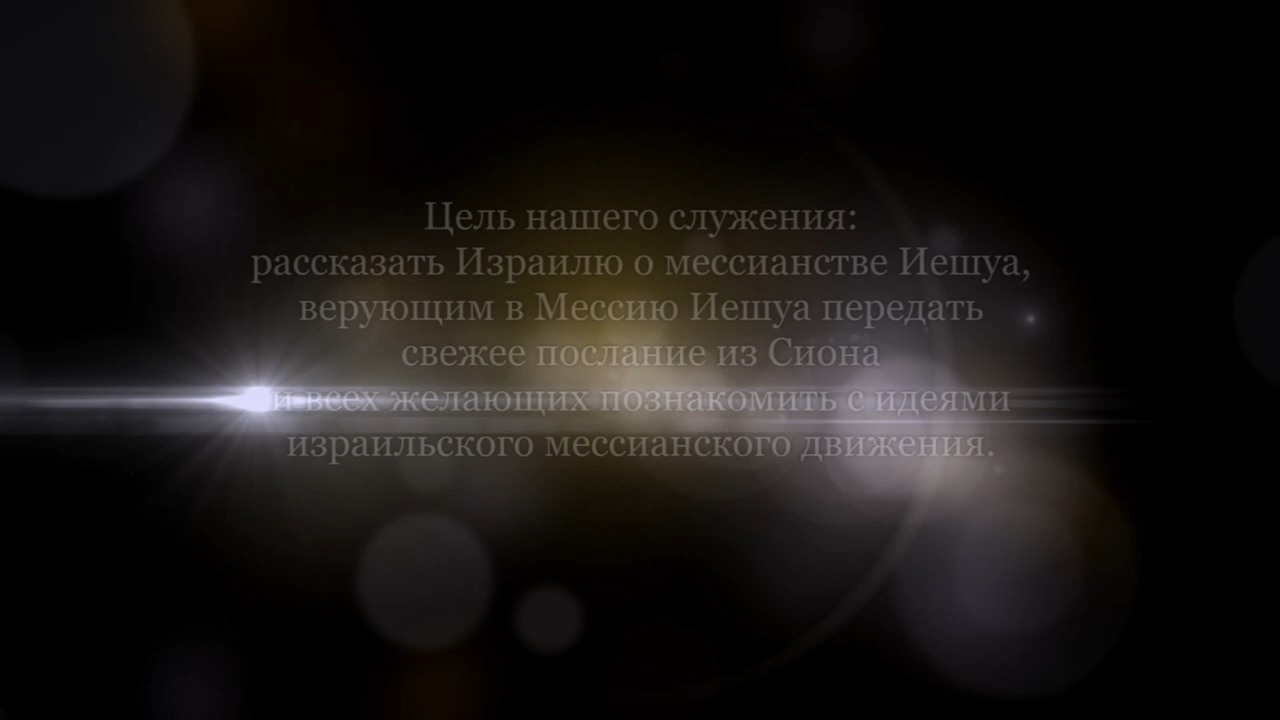 Цель нашего служения:
рассказать Израилю о мессианстве Иешуа,
верующим в Мессию Иешуа передать
свежее послание из Сиона
и всех желающих познакомить с идеями
израильского мессианского движения.